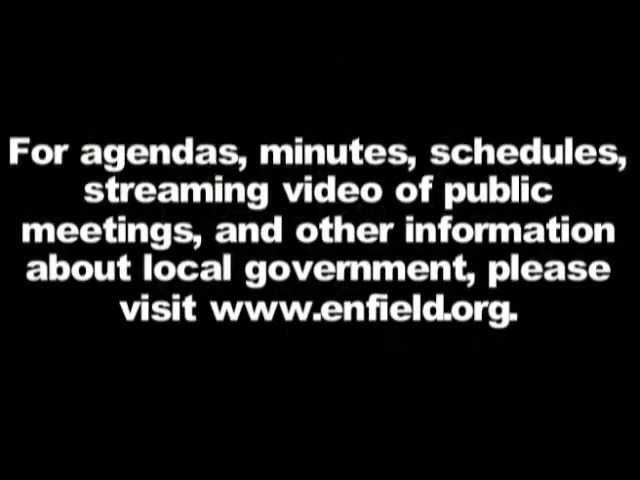 For agendas, minutes, schedules,
streaming video of public
meetings, and other information
about local government, please
visit www.enfield.org.